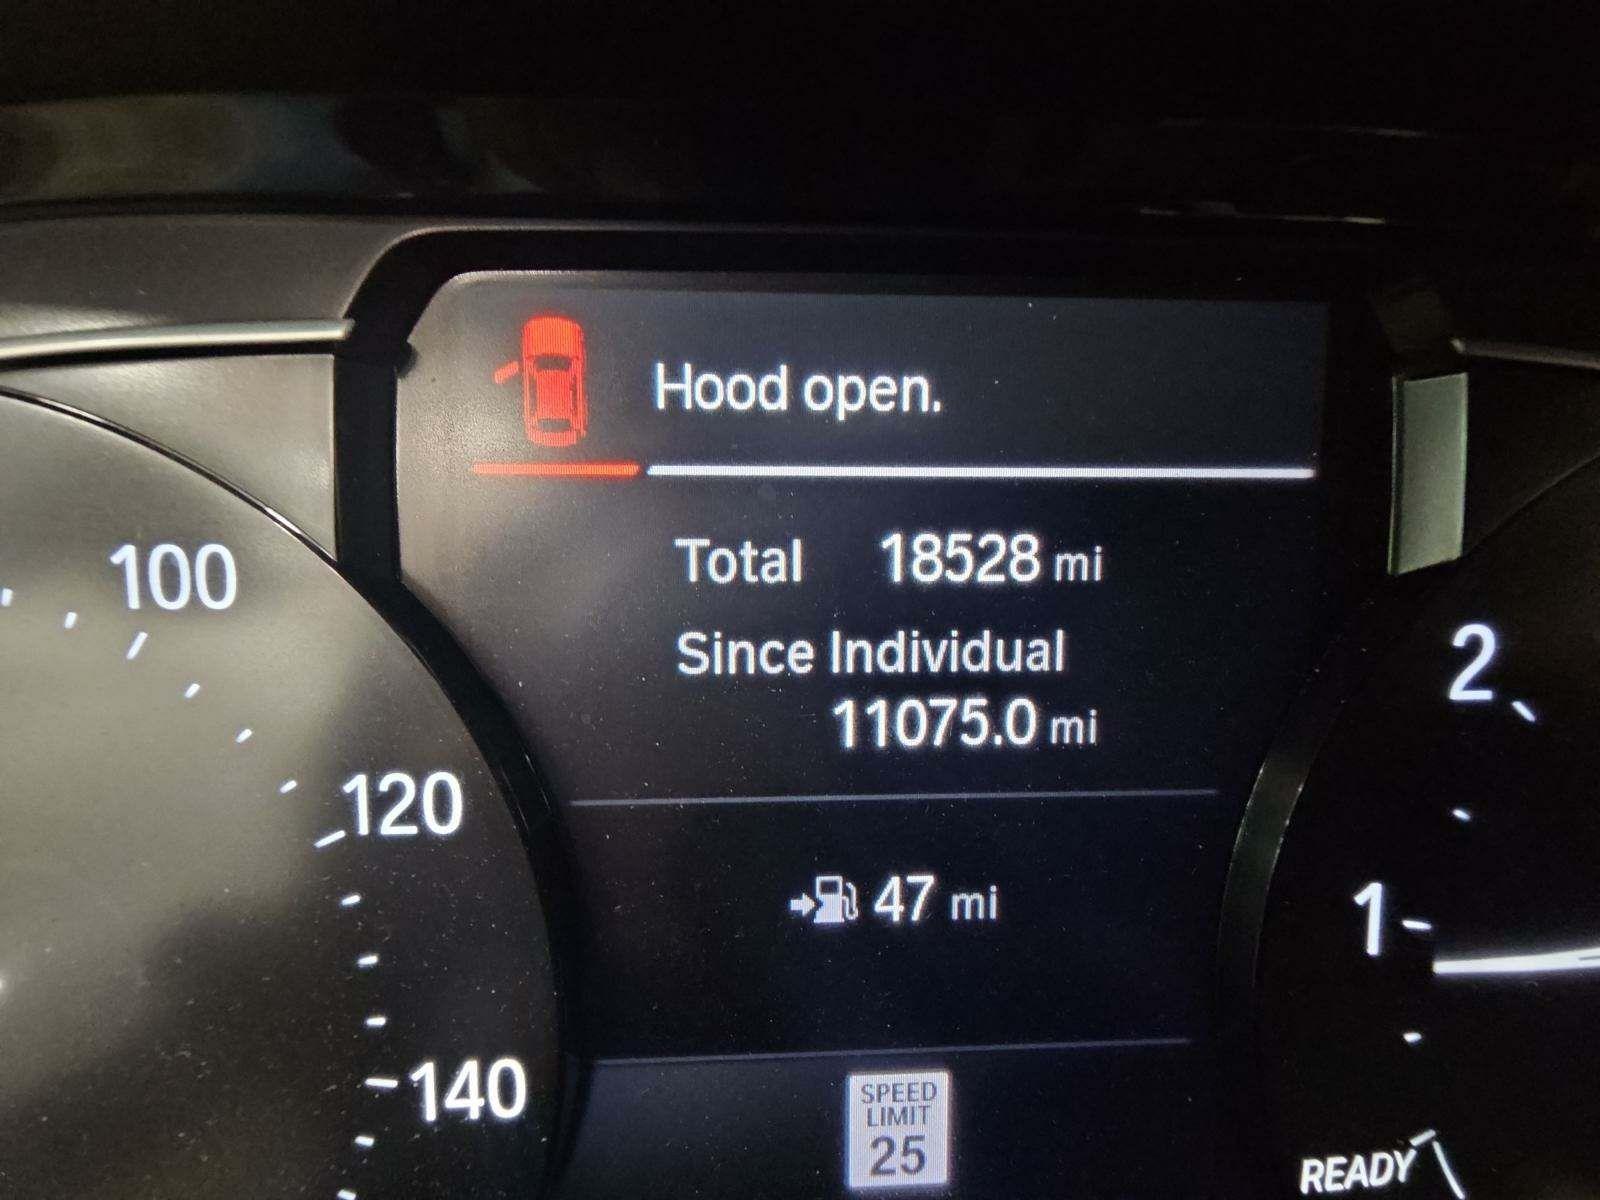 Hood open.
Total 18528 mi
Since Individual
11075.0 mi
47 mi
SPEED
LIMIT
25
100
120
140
2
1
READY